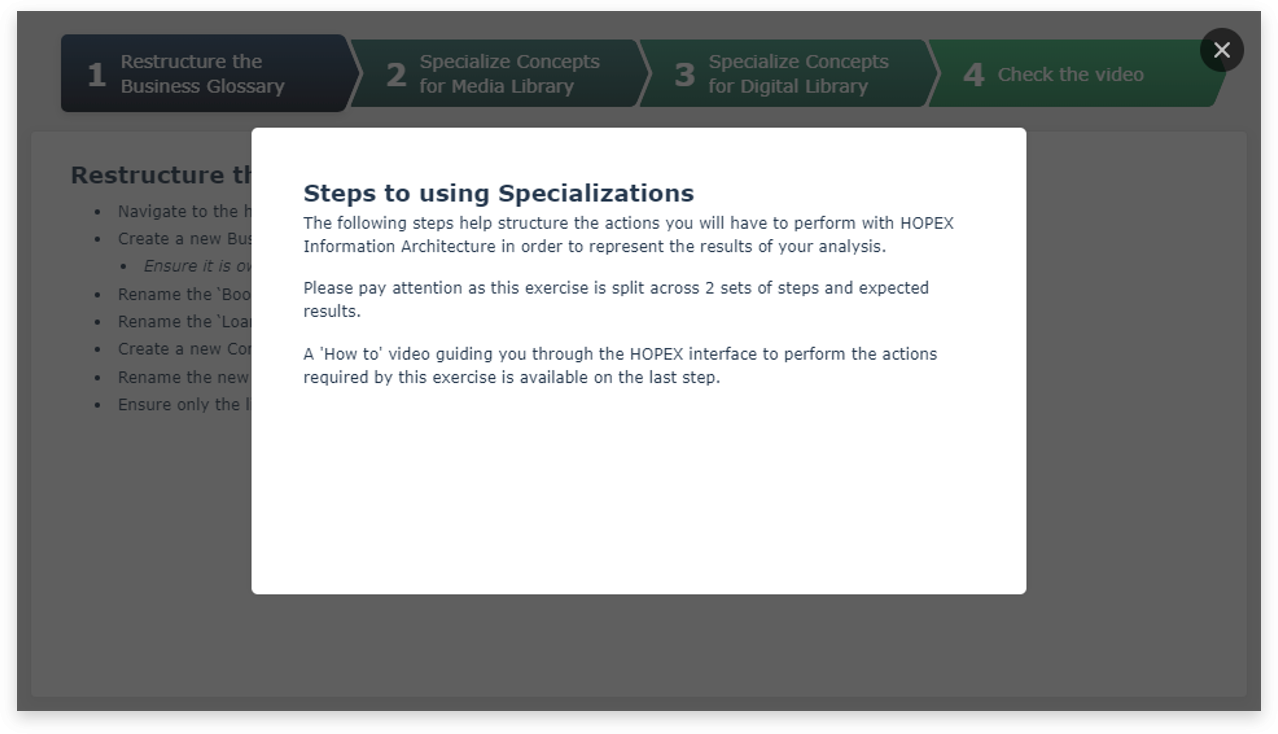 1 Restructure the
Business Glossary
2 Specialize Concepts
for Media Library
3 Specialize Concepts
for Digital Library
4 Check the video
Restructure th
Navigate to the h
Create a new Bus
Ensure it is ow
Rename the `Boo
Rename the `Loa
Create a new Con
Rename the new
Ensure only the l
Steps to using Specializations
The following steps help structure the actions you will have to perform with HOPEX
Information Architecture in order to represent the results of your analysis.
Please pay attention as this exercise is split across 2 sets of steps and expected
results.
A 'How to' video guiding you through the HOPEX interface to perform the actions
required by this exercise is available on the last step.